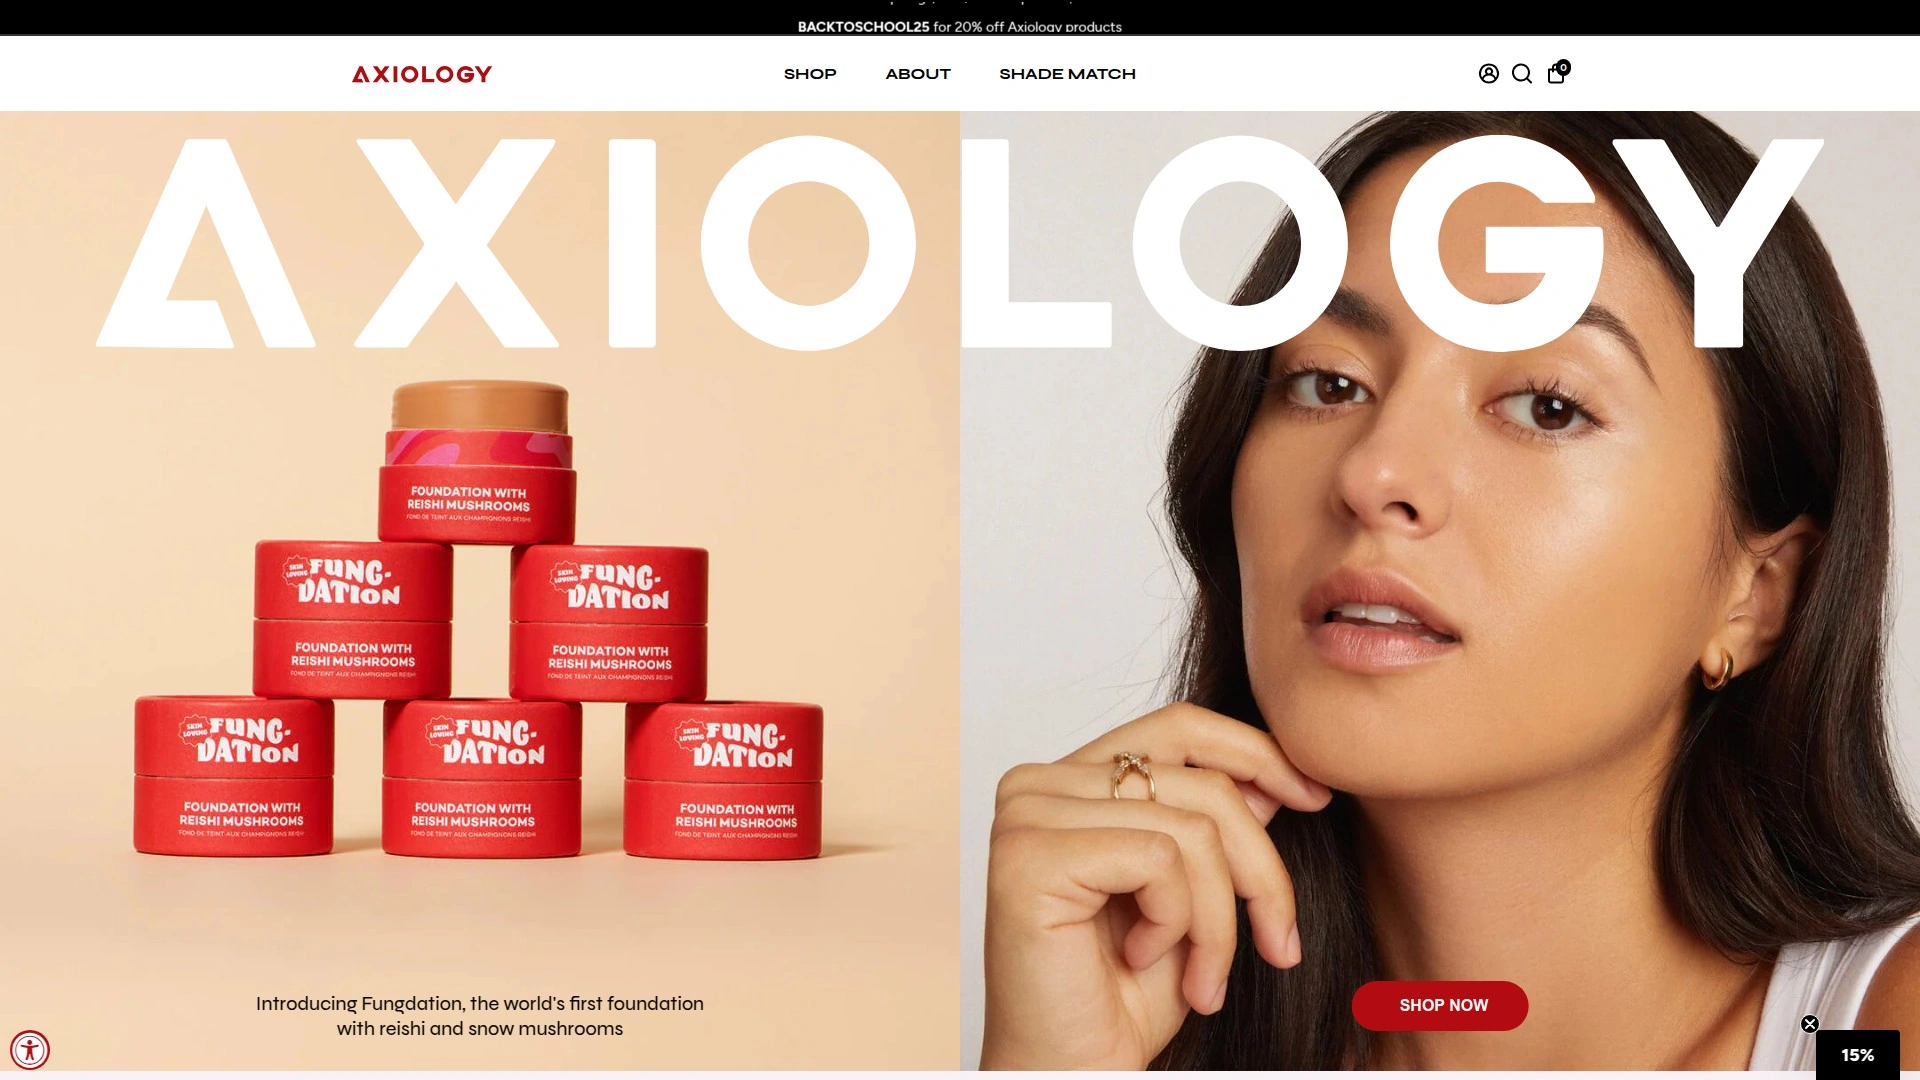 BACKTOSCHOOL25 for 20% off Axiology products
AXIOLOGY
SHOP
ABOUT
SHADE MATCH
0
AXIOLOGY
FOUNDATION WITH
REISHI MUSHROOMS
FOND DE TEINT AUX CHAMPIGNONS REISHI
SKIN
LOVING
FUNG-
DATION
FOUNDATION WITH
REISHI MUSHROOMS
FOND DE TEINT AUX CHAMPIGNONS REISHI
SKIN
LOVING
FUNG-
DATION
FOUNDATION WITH
REISHI MUSHROOMS
FOND DE TEINT AUX CHAMPIGNONS REISHI
SKIN
LOVING
FUNG-
DATION
FOUNDATION WITH
REISHI MUSHROOMS
FOND DE TEINT AUX CHAMPIGNONS REISHI
SKIN
LOVING
FUNG-
DATION
FOUNDATION WITH
REISHI MUSHROOMS
FOND DE TEINT AUX CHAMPIGNONS REISHI
SKIN
LOVING
FUNG-
DATION
FOUNDATION WITH
REISHI MUSHROOMS
FOND DE TEINT AUX CHAMPIGNONS REISHI
Introducing Fungdation, the world's first foundation
with reishi and snow mushrooms
SHOP NOW
15%